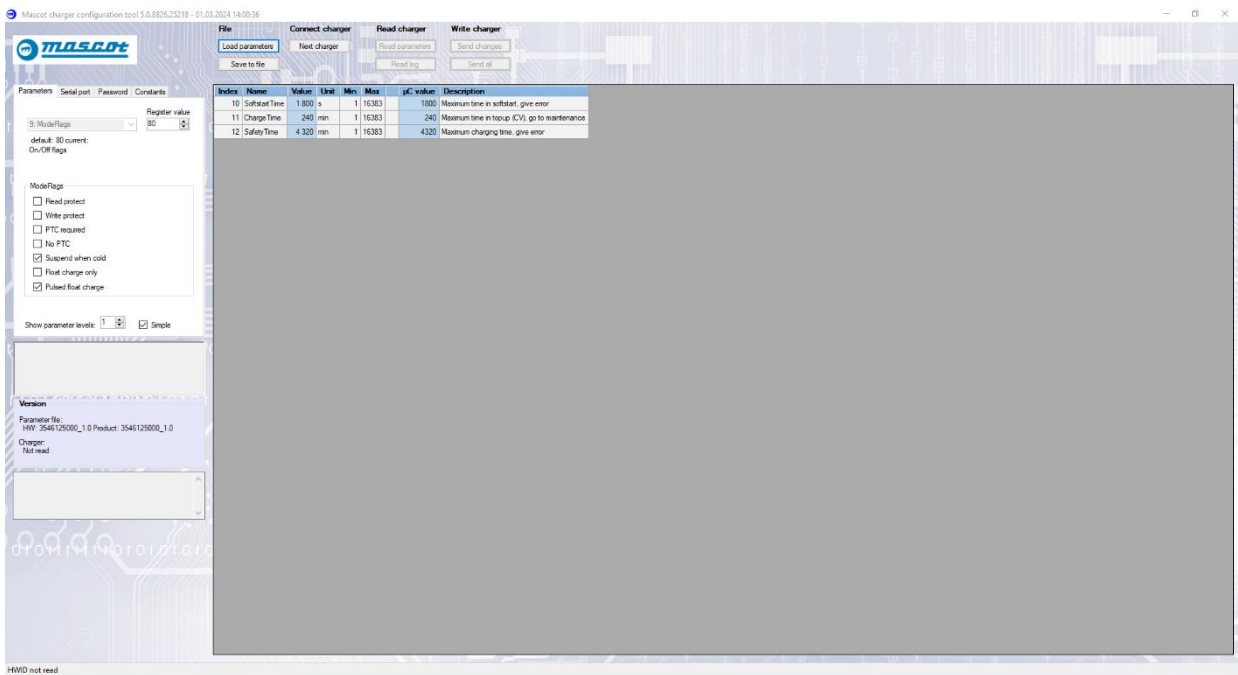 Mascot charger configuration tool 5.0.8826.25218 - 01.03.2024 14:00:36
File Connect charger Read charger Write charger
mascot
Load parameters Next charger Read parameters Send changes
Save to file Read log Send all
Parameters Serial port Password Constants
Register value
9: ModeFlags 80
default: 80 current:
On/Off flags
ModeFlags
Read protect
Write protect
PTC required
No PTC
Suspend when cold
Float charge only
Pulsed float charge
Show parameter levels: 1 Simple
Version
Parameter file:
HW: 3546125000_1.0 Product: 3546125000_1.0
Charger:
Not read
Index Name Value Unit Min Max µC value Description
10 SoftstartTime 1 800 s 1 16383 1800 Maximum time in softstart, give error
11 ChargeTime 240 min 1 16383 240 Maximum time in topup (CV), go to maintenance
12 SafetyTime 4 320 min 1 16383 4320 Maximum charging time, give error
HWID not read